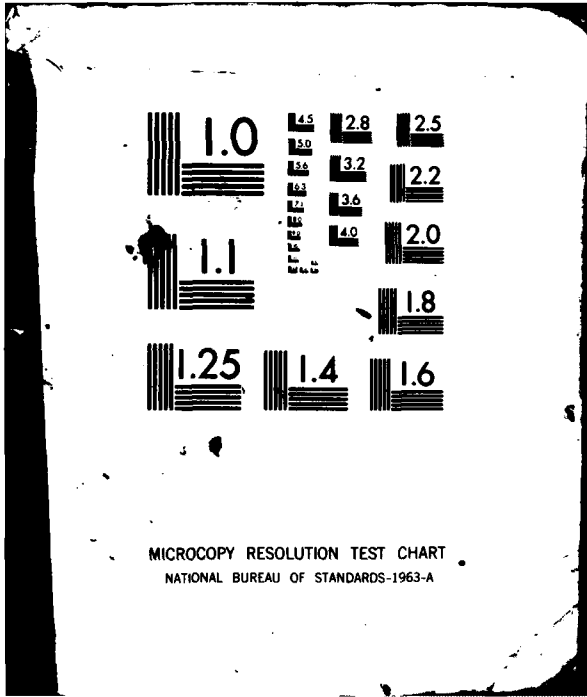 1.0
4.5 2.8 2.5
5.0
5.6 3.2 2.2
6.3
7.1 3.6
4.0 2.0
1.1
1.8
1.25 1.4 1.6
MICROCOPY RESOLUTION TEST CHART
NATIONAL BUREAU OF STANDARDS-1963-A